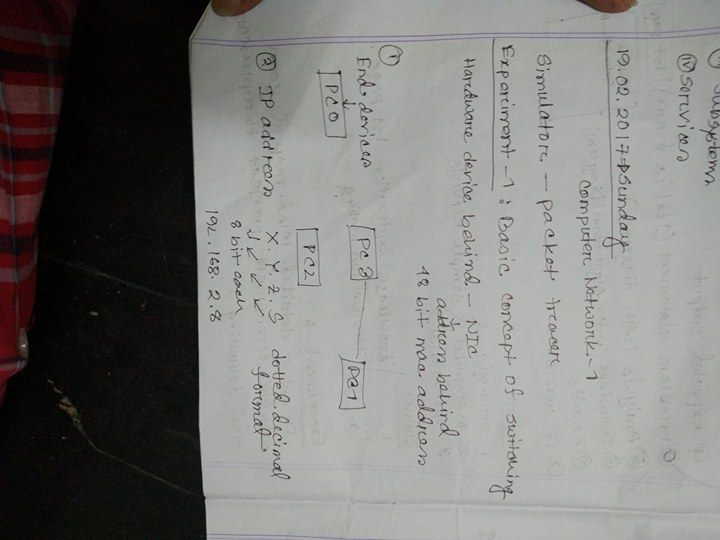 Subsystems
iv) Services
19.02.2017 → Sunday
Computer Network-1
Simulator - packet tracer
Experiment-1 : Basic concept of switching
Hardware device behind - NIC
address behind
48 bit mac address
① End devices
PC0
PC3
PC1
PC2
② IP address X.Y.Z.S dotted decimal
format
8 bit each
192.168.2.8